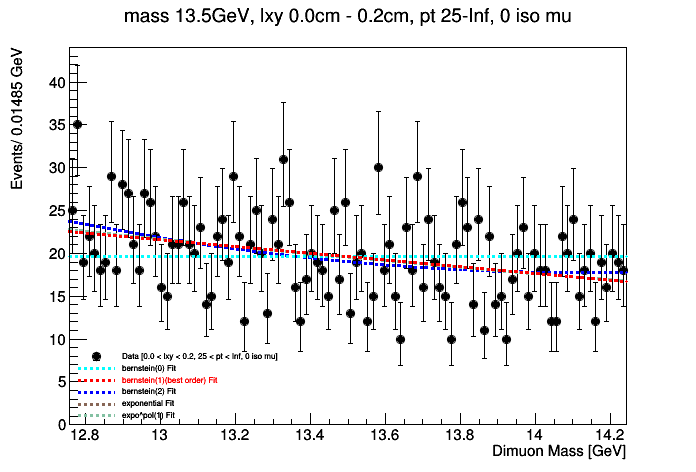 mass 13.5GeV, lxy 0.0cm - 0.2cm, pt 25-Inf, 0 iso mu
Events/ 0.01485 GeV
40
35
30
25
20
15
10
5
0
Data [0.0 < lxy < 0.2, 25 < pt < Inf, 0 iso mu]
bernstein(0) Fit
bernstein(1)(best order) Fit
bernstein(2) Fit
exponential Fit
expo*pol(1) Fit
12.8 13 13.2 13.4 13.6 13.8 14 14.2
Dimuon Mass [GeV]